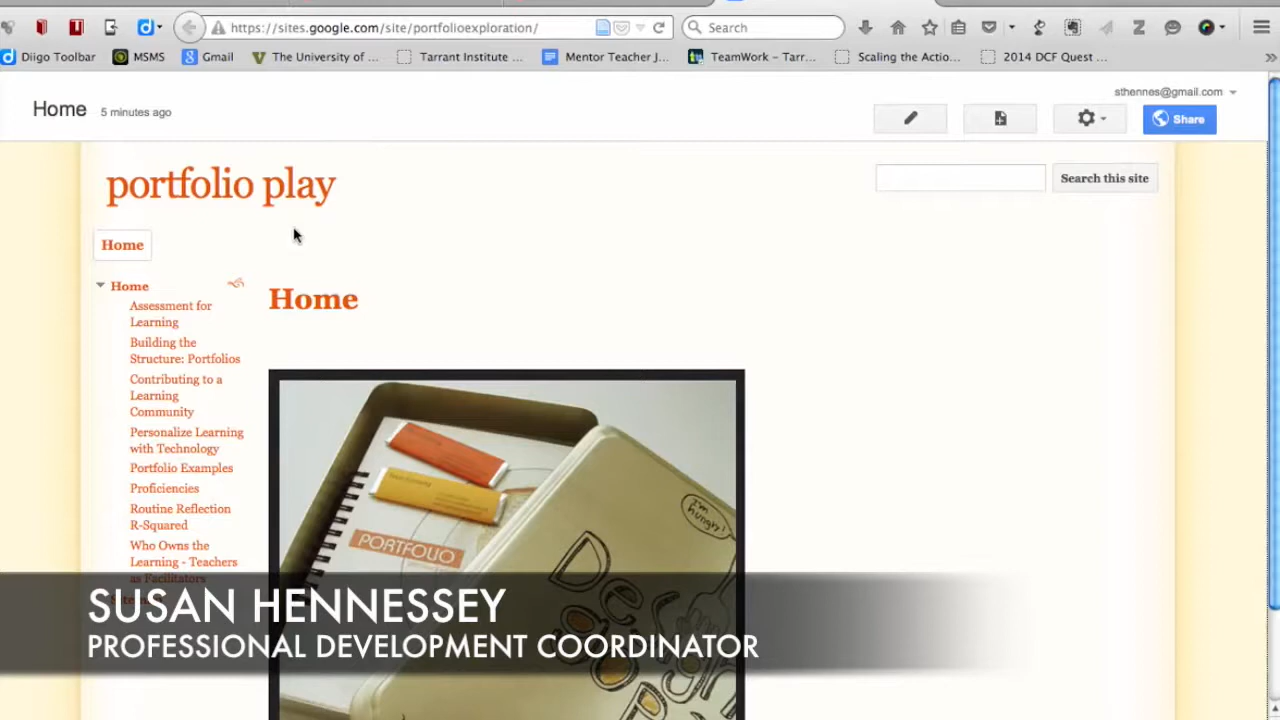 https://sites.google.com/site/portfolioexploration/
Search
Diigo Toolbar
MSMS
Gmail
The University of ...
Tarrant Institute ...
Mentor Teacher J...
TeamWork – Tarr...
Scaling the Actio...
2014 DCF Quest ...
sthennes@gmail.com
Home 5 minutes ago
Share
portfolio play
Search this site
Home
Home
Home
Assessment for
Learning
Building the
Structure: Portfolios
Contributing to a
Learning
Community
Personalize Learning
with Technology
Portfolio Examples
Proficiencies
Routine Reflection
R-Squared
Who Owns the
Learning - Teachers
as Facilitators
I'm
hungry!
PORTFOLIO
SUSAN HENNESSEY
PROFESSIONAL DEVELOPMENT COORDINATOR